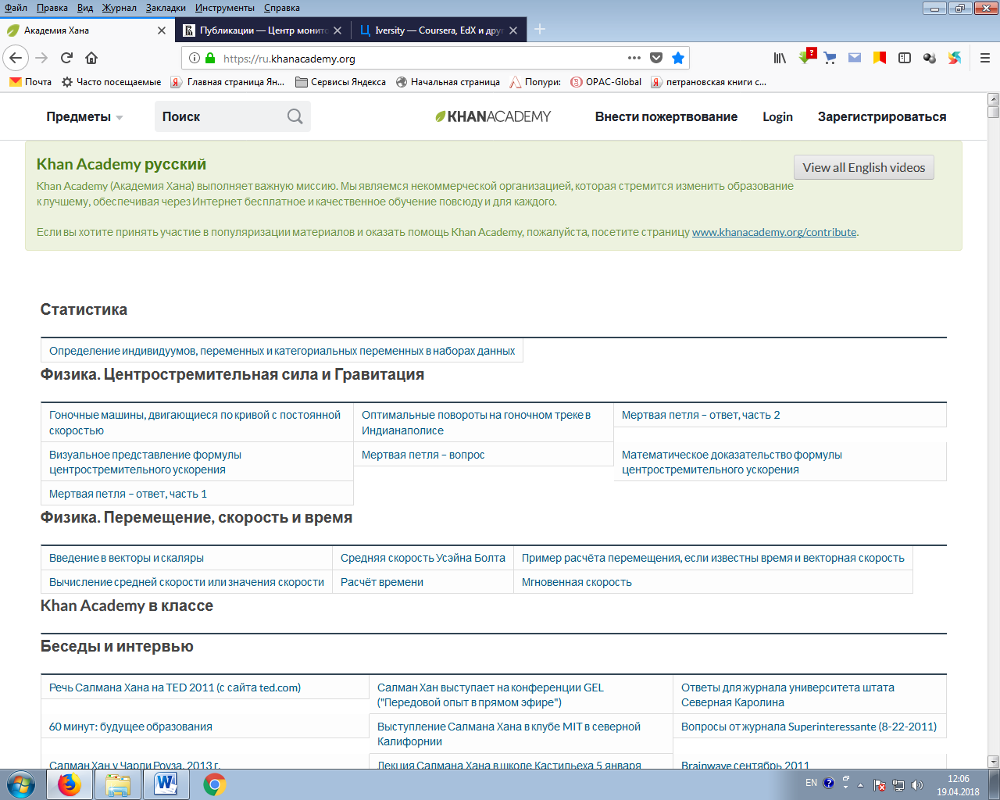 Файл Правка Вид Журнал Закладки Инструменты Справка
Академия Хана
Публикации — Центр монито
Iversity — Coursera, EdX и дру
https://ru.khanacademy.org
Почта Часто посещаемые Главная страница Ян... Сервисы Яндекса Начальная страница Попури: OPAC-Global петрановская книги с...
Предметы Поиск KHANACADEMY Внести пожертвование Login Зарегистрироваться
Khan Academy русский
View all English videos
Khan Academy (Академия Хана) выполняет важную миссию. Мы являемся некоммерческой организацией, которая стремится изменить образование
к лучшему, обеспечивая через Интернет бесплатное и качественное обучение повсюду и для каждого.
Если вы хотите принять участие в популяризации материалов и оказать помощь Khan Academy, пожалуйста, посетите страницу www.khanacademy.org/contribute.
Статистика
Определение индивидуумов, переменных и категориальных переменных в наборах данных
Физика. Центростремительная сила и Гравитация
Гоночные машины, двигающиеся по кривой с постоянной
скоростью
Оптимальные повороты на гоночном треке в
Индианаполисе
Мертвая петля – ответ, часть 2
Визуальное представление формулы
центростремительного ускорения
Мертвая петля – вопрос
Математическое доказательство формулы
центростремительного ускорения
Мертвая петля – ответ, часть 1
Физика. Перемещение, скорость и время
Введение в векторы и скаляры
Средняя скорость Усэйна Болта
Пример расчёта перемещения, если известны время и векторная скорость
Вычисление средней скорости или значения скорости
Расчёт времени
Мгновенная скорость
Khan Academy в классе
Беседы и интервью
Речь Салмана Хана на TED 2011 (с сайта ted.com)
Салман Хан выступает на конференции GEL
("Передовой опыт в прямом эфире")
Ответы для журнала университета штата
Северная Каролина
60 минут: будущее образования
Выступление Салмана Хана в клубе MIT в северной
Калифорнии
Вопросы от журнала Superinteressante (8-22-2011)
Салман Хан у Чарли Роуза, 2013 г.
Лекция Салмана Хана в школе Кастильеха 5 января
Brainwave сентябрь 2011
EN
12:06
19.04.2018